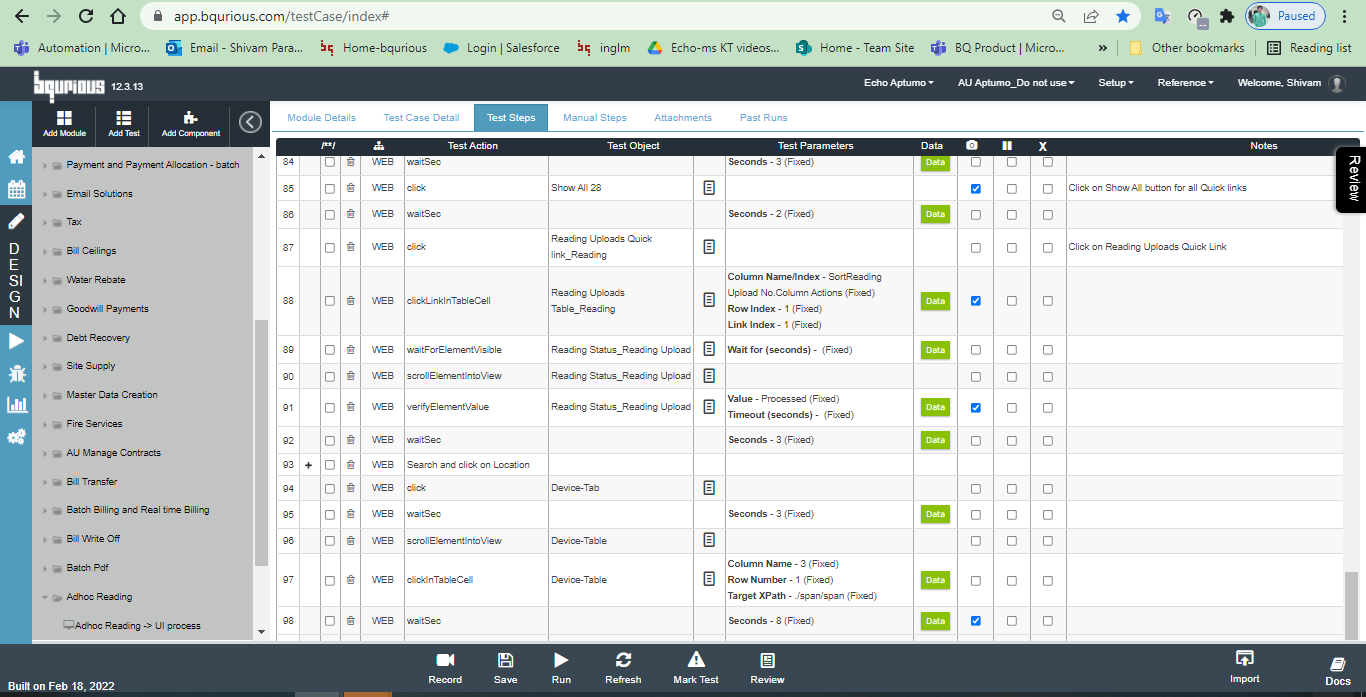 app.bqurious.com/testCase/index#
Paused
Automation | Micro...
Email - Shivam Para...
Home-bqurious
Login | Salesforce
inglm
Echo-ms KT videos...
Home - Team Site
BQ Product | Micro...
»
Other bookmarks
Reading list
bqurious 12.3.13
Echo Aptumo
AU Aptumo_Do not use
Setup
Reference
Welcome, Shivam
Add Module
Add Test
Add Component
Module Details
Test Case Detail
Test Steps
Manual Steps
Attachments
Past Runs
DESIGN
Payment and Payment Allocation - batch
Email Solutions
Tax
Bill Ceilings
Water Rebate
Goodwill Payments
Debt Recovery
Site Supply
Master Data Creation
Fire Services
AU Manage Contracts
Bill Transfer
Batch Billing and Real time Billing
Bill Write Off
Batch Pdf
Adhoc Reading
Adhoc Reading -> UI process
/**/ Test Action Test Object Test Parameters Data X Notes
84 WEB waitSec Seconds - 3 (Fixed) Data
85 WEB click Show All 28 Click on Show All button for all Quick links
86 WEB waitSec Seconds - 2 (Fixed) Data
87 WEB click Reading Uploads Quick link_Reading Click on Reading Uploads Quick Link
88 WEB clickLinkInTableCell Reading Uploads Table_Reading
Column Name/Index - SortReading
Upload No.Column Actions (Fixed)
Row Index - 1 (Fixed)
Link Index - 1 (Fixed)
Data
89 WEB waitForElementVisible Reading Status_Reading Upload Wait for (seconds) - (Fixed) Data
90 WEB scrollElementIntoView Reading Status_Reading Upload
91 WEB verifyElementValue Reading Status_Reading Upload
Value - Processed (Fixed)
Timeout (seconds) - (Fixed)
Data
92 WEB waitSec Seconds - 3 (Fixed) Data
93 + WEB Search and click on Location
94 WEB click Device-Tab
95 WEB waitSec Seconds - 3 (Fixed) Data
96 WEB scrollElementIntoView Device-Table
97 WEB clickInTableCell Device-Table
Column Name - 3 (Fixed)
Row Number - 1 (Fixed)
Target XPath - ./span/span (Fixed)
Data
98 WEB waitSec Seconds - 8 (Fixed) Data
Review
Built on Feb 18, 2022
Record
Save
Run
Refresh
Mark Test
Review
Import
Docs